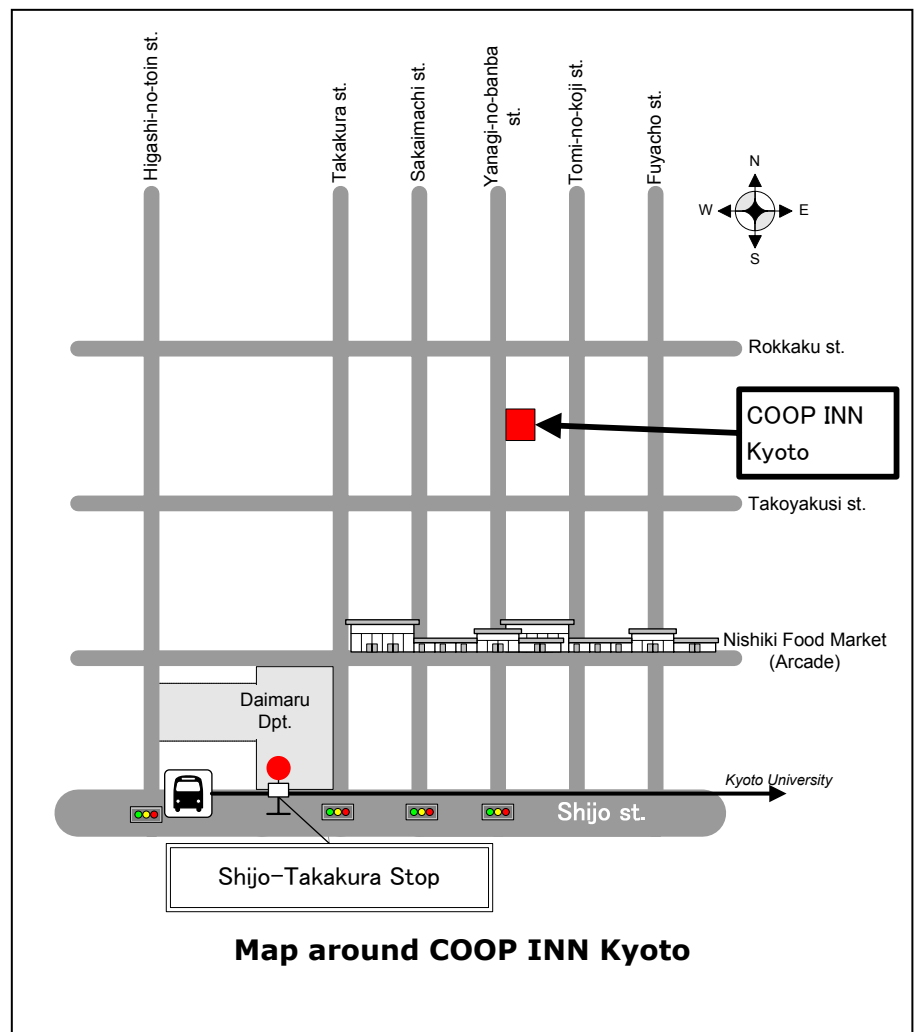 Higashi-no-toin st.
Takakura st.
Sakaimachi st.
Yanagi-no-banba
st.
Tomi-no-koji st.
Fuyacho st.
N
W
E
S
Rokkaku st.
COOP INN
Kyoto
Takoyakusi st.
Nishiki Food Market
(Arcade)
Daimaru
Dpt.
Kyoto University
Shijo st.
Shijo-Takakura Stop
Map around COOP INN Kyoto